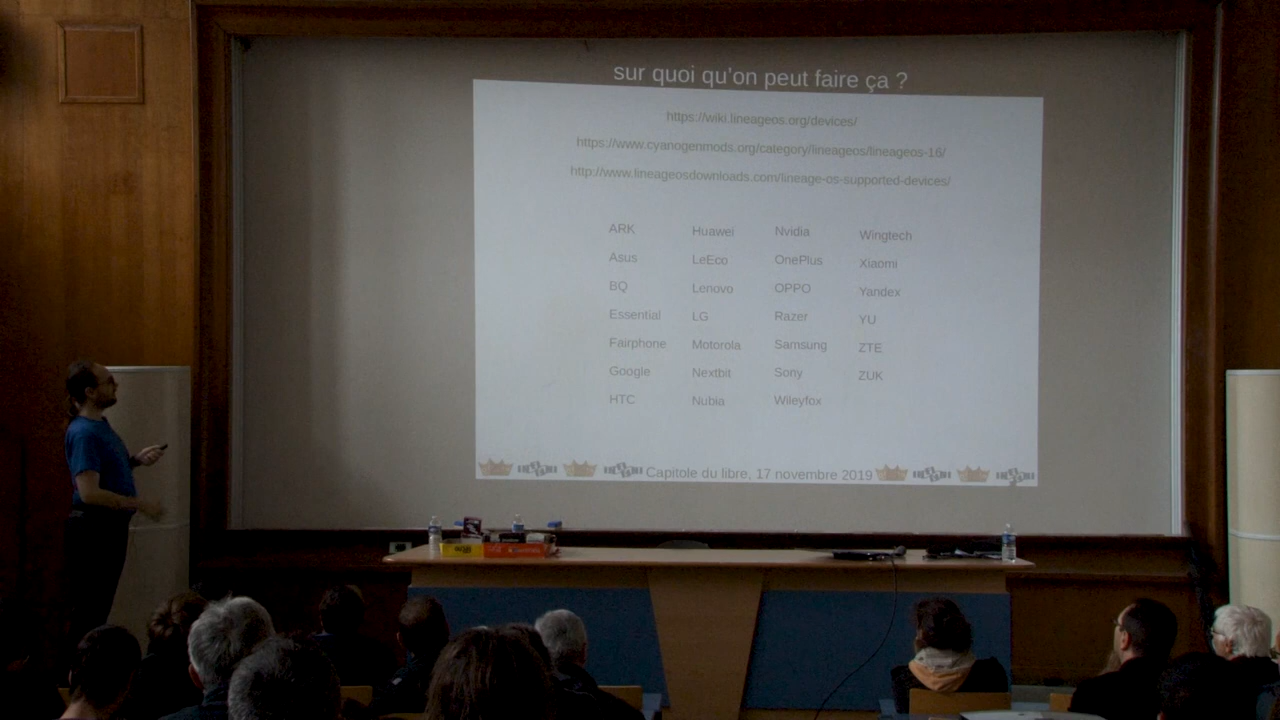 sur quoi qu'on peut faire ça ?
https://wiki.lineageos.org/devices/
https://www.cyanogenmods.org/category/lineageos/lineageos-16/
http://www.lineageosdownloads.com/lineage-os-supported-devices/
ARK Huawei Nvidia Wingtech
Asus LeEco OnePlus Xiaomi
BQ Lenovo OPPO Yandex
Essential LG Razer YU
Fairphone Motorola Samsung ZTE
Google Nextbit Sony ZUK
HTC Nubia Wileyfox
Capitole du libre, 17 novembre 2019